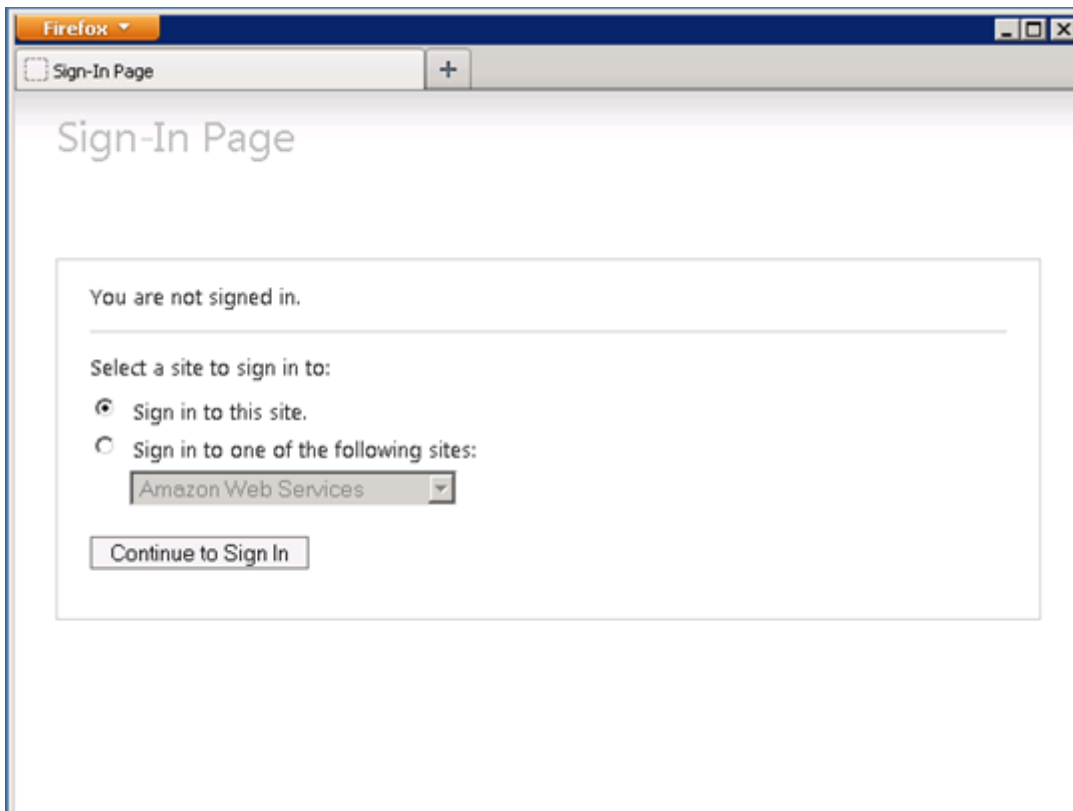 Firefox
Sign-In Page
Sign-In Page
You are not signed in.
Select a site to sign in to:
Sign in to this site.
Sign in to one of the following sites:
Amazon Web Services
Continue to Sign In